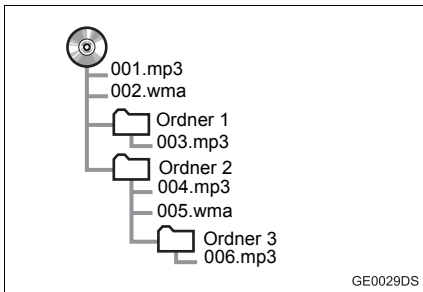 001.mp3
002.wma
Ordner 1
003.mp3
Ordner 2
004.mp3
005.wma
Ordner 3
006.mp3
GE0029DS